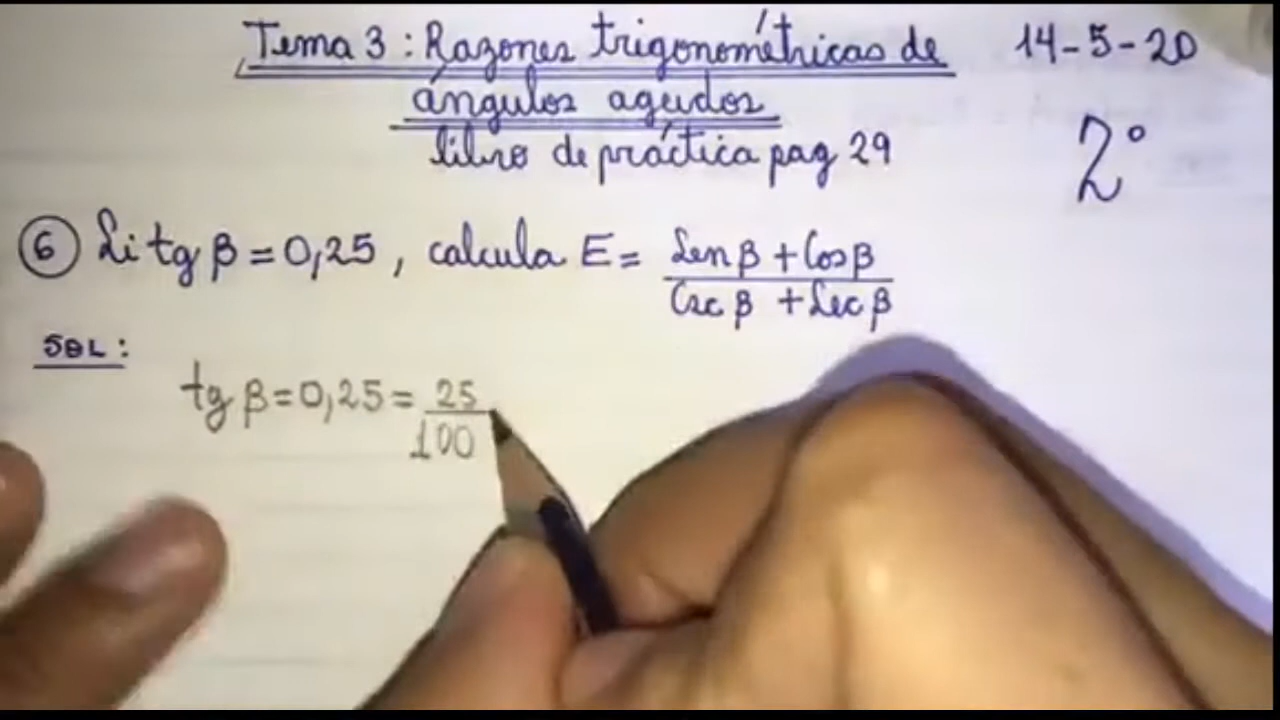 Tema 3: Razones trigonométricas de
ángulos agudos
14-5-20
libro de práctica pag 29
2°
6 Si tg β = 0,25, calcula E = Sen β + Cos β / Csc β + Sec β
SOL:
tg β = 0,25 = 25/100